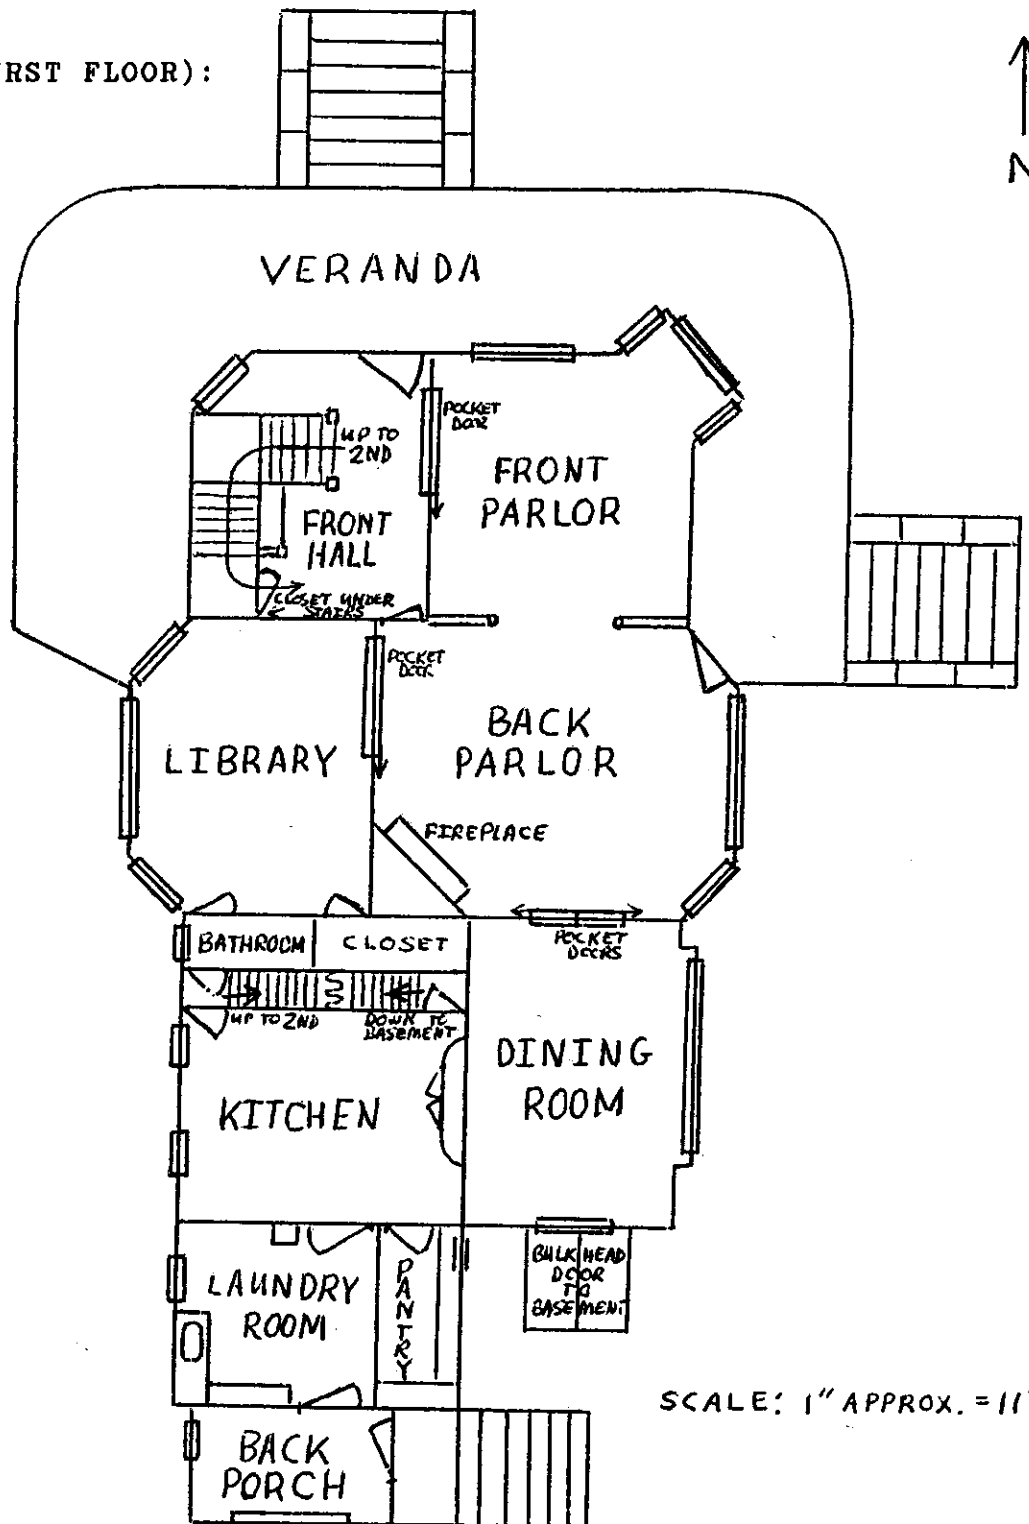 RST FLOOR):
N
VERANDA
POCKET
DOOR
UP TO
2ND
FRONT
PARLOR
FRONT
HALL
CLOSET UNDER
STAIRS
POCKET
DOOR
BACK
PARLOR
LIBRARY
FIREPLACE
BATHROOM
CLOSET
POCKET
DOORS
UP TO 2ND
DOWN TO
BASEMENT
DINING
ROOM
KITCHEN
BULKHEAD
DOOR
TO
BASEMENT
LAUNDRY
ROOM
PANTRY
SCALE: 1" APPROX. = 11'
BACK
PORCH